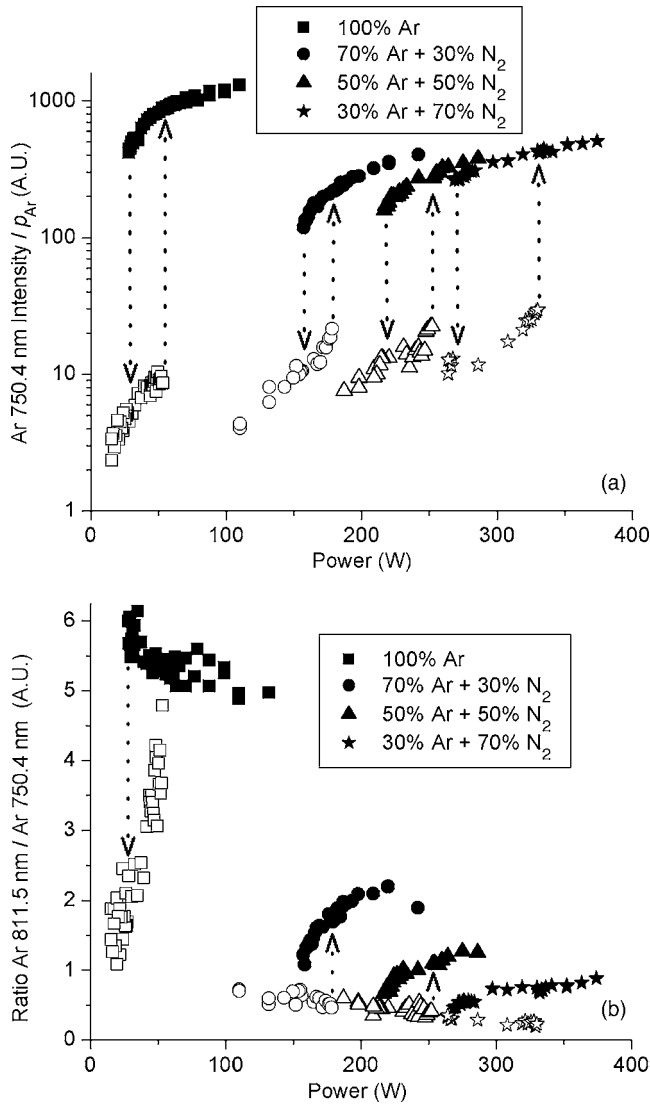 100% Ar
70% Ar + 30% N₂
50% Ar + 50% N₂
30% Ar + 70% N₂
1000
100
10
1
Ar 750.4 nm Intensity / pAr (A.U.)
(a)
0 100 200 300 400
Power (W)
6
5
4
3
2
1
0
Ratio Ar 811.5 nm / Ar 750.4 nm (A.U.)
100% Ar
70% Ar + 30% N₂
50% Ar + 50% N₂
30% Ar + 70% N₂
(b)
0 100 200 300 400
Power (W)